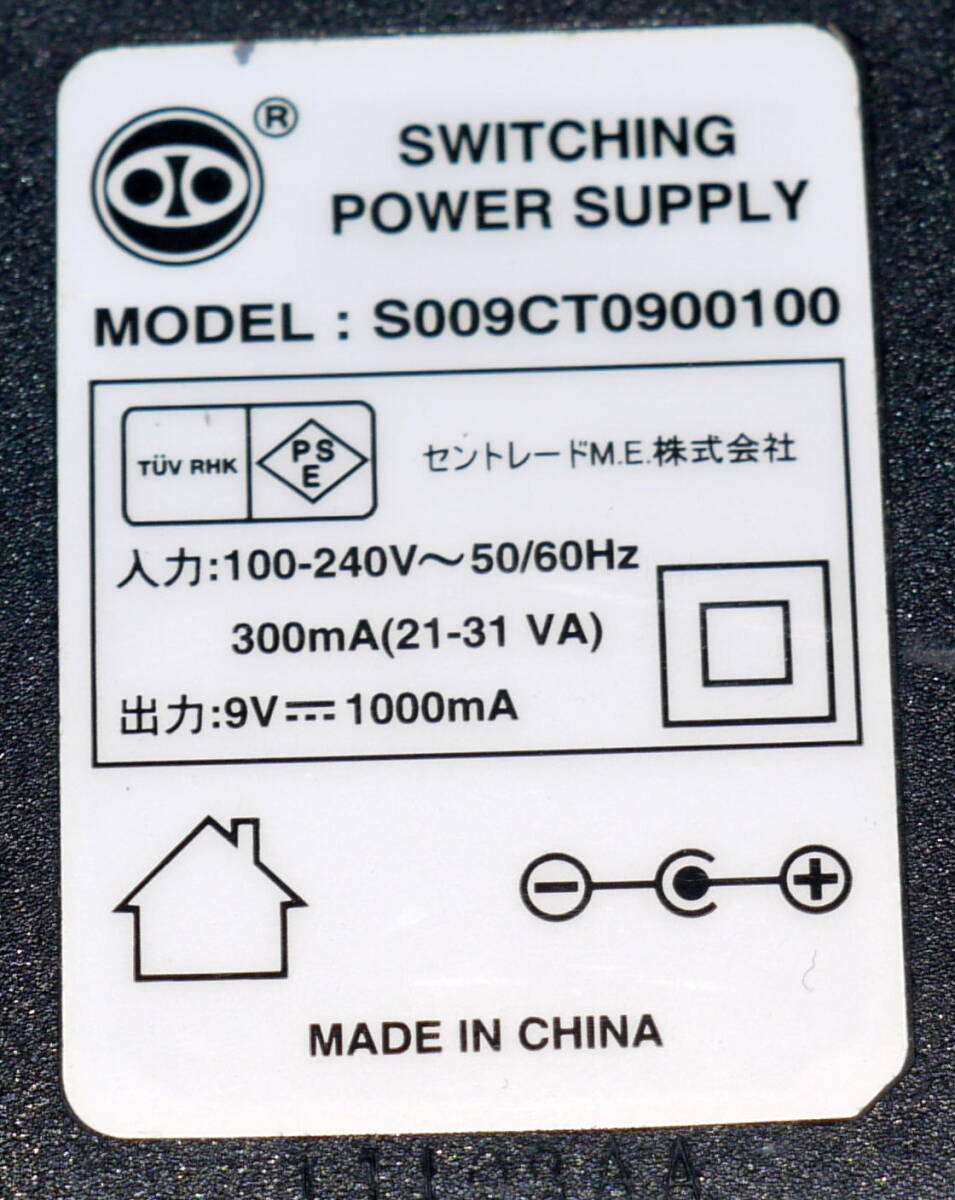 ®
SWITCHING
POWER SUPPLY
MODEL : S009CT0900100
TÜV RHK
PS
E
セントレードM.E.株式会社
入力:100-240V～50/60Hz
300mA(21-31 VA)
出力:9V⎓1000mA
MADE IN CHINA